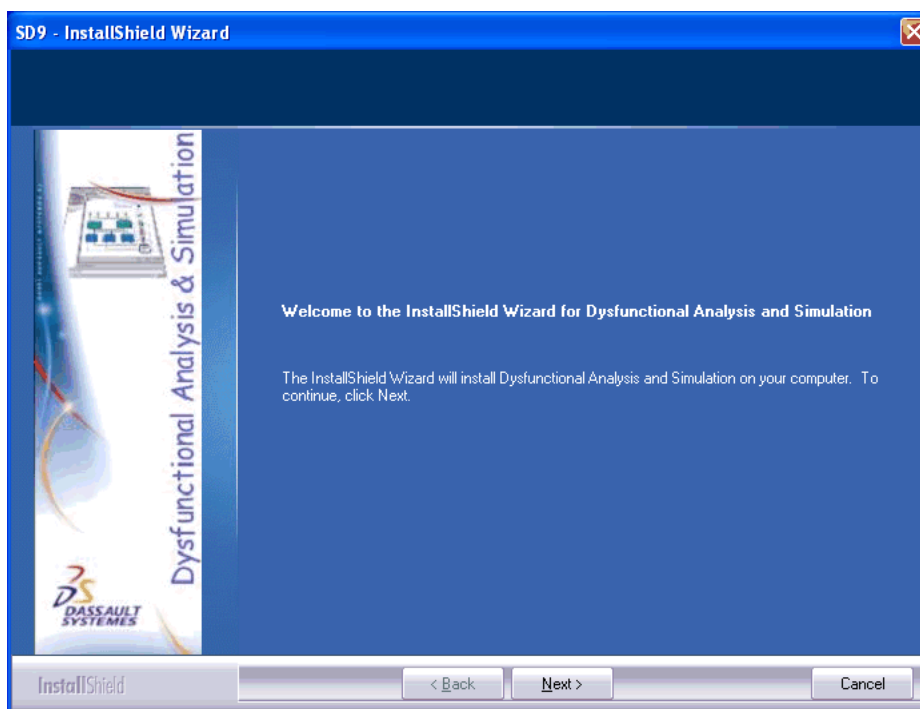 SD9 - InstallShield Wizard
Dysfunctional Analysis & Simulation
DASSAULT
SYSTEMES
Welcome to the InstallShield Wizard for Dysfunctional Analysis and Simulation
The InstallShield Wizard will install Dysfunctional Analysis and Simulation on your computer. To
continue, click Next.
InstallShield
< Back
Next >
Cancel